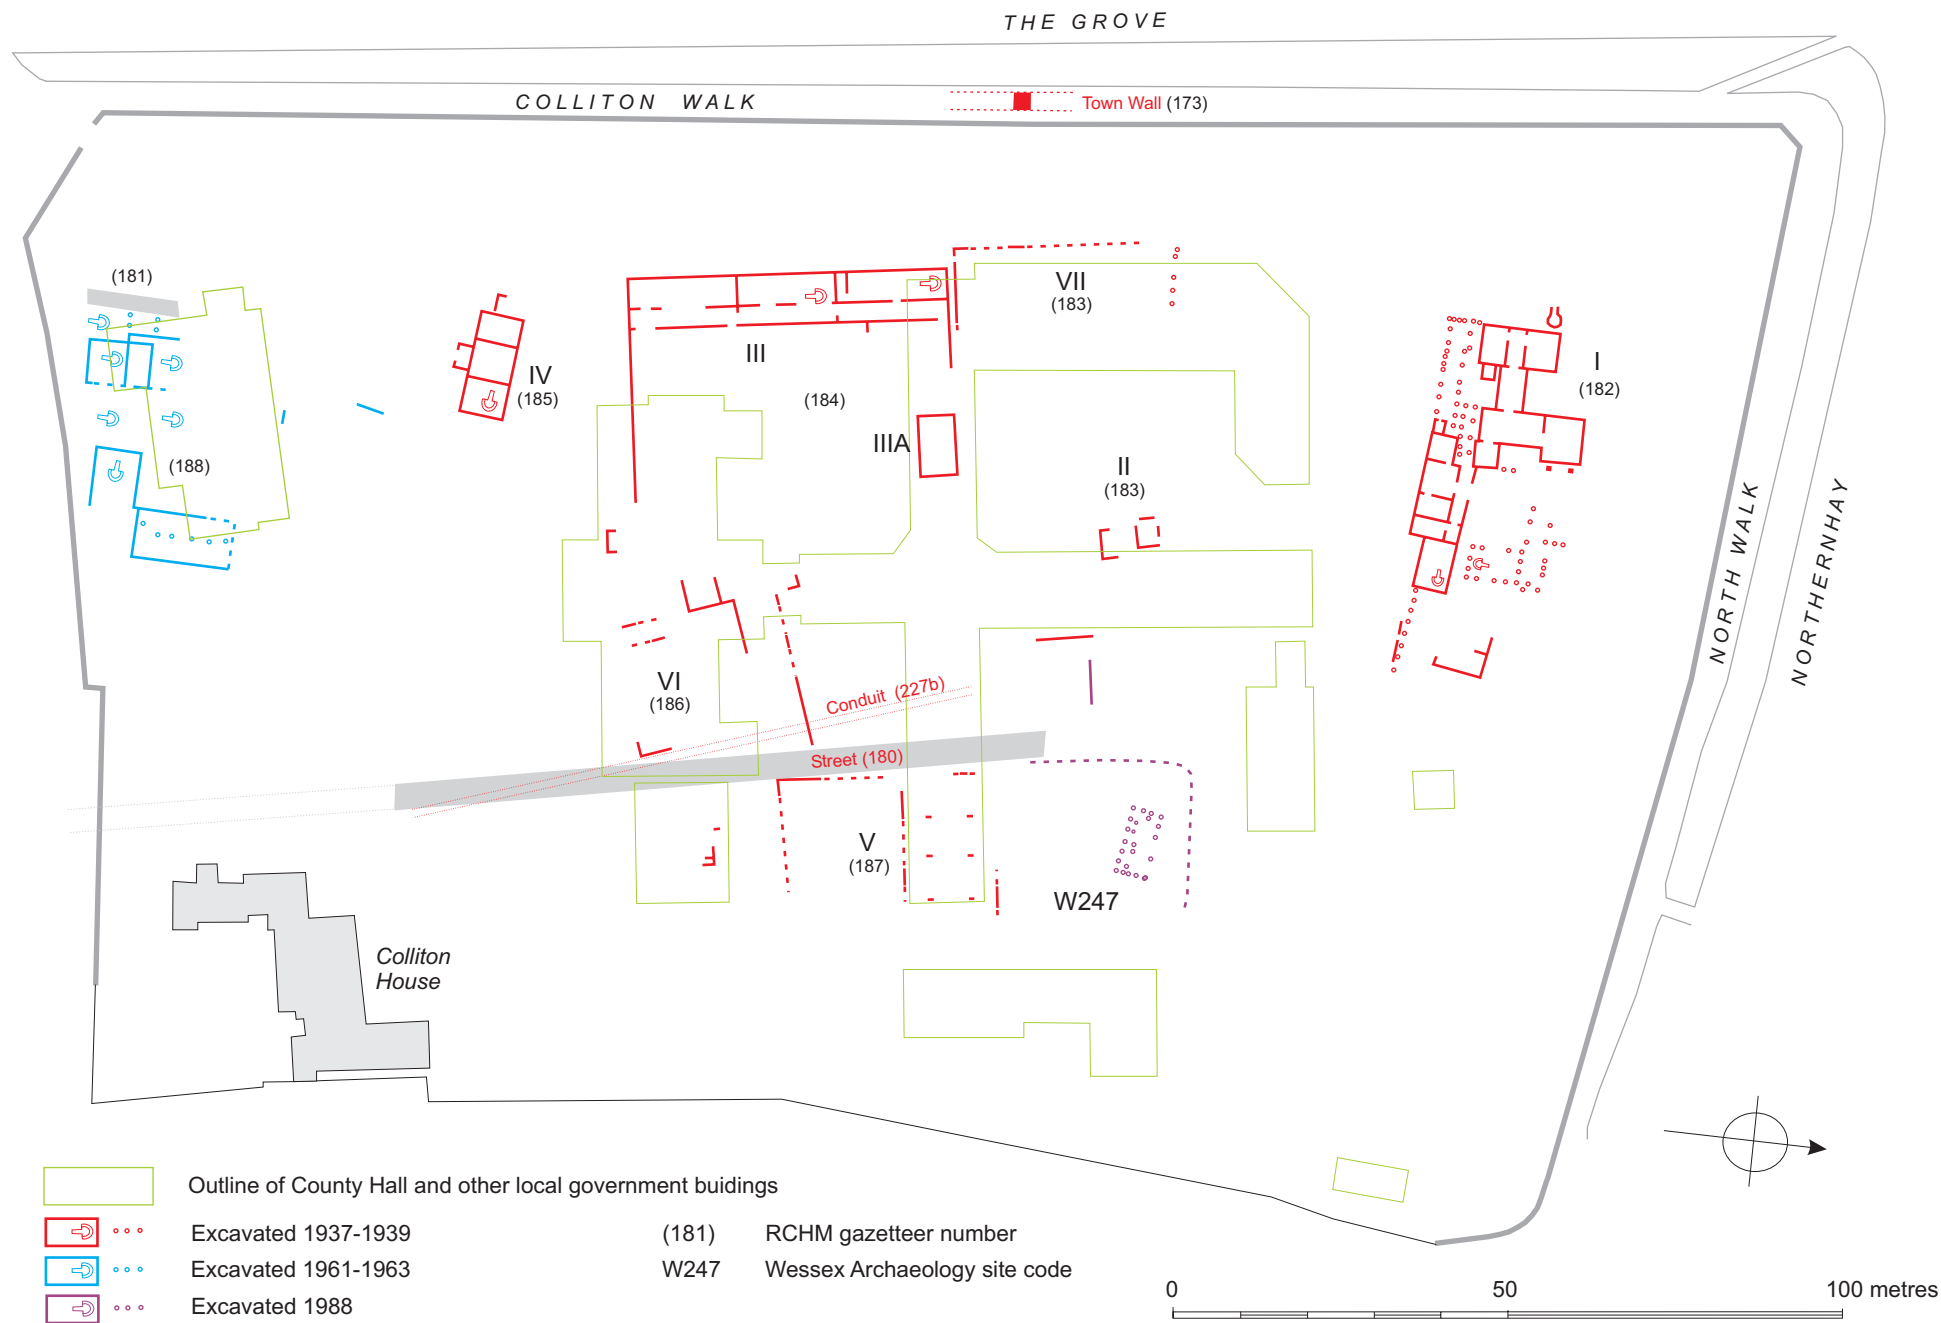 THE GROVE
COLLITON WALK
Town Wall (173)
(181)
VII
(183)
III
IV
(185)
(184)
I
(182)
IIIA
(188)
II
(183)
NORTH WALK
NORTHERNHAY
VI
(186)
Conduit (227b)
Street (180)
V
(187)
W247
Colliton
House
Outline of County Hall and other local government buidings
Excavated 1937-1939
(181) RCHM gazetteer number
Excavated 1961-1963
W247 Wessex Archaeology site code
Excavated 1988
0 50 100 metres